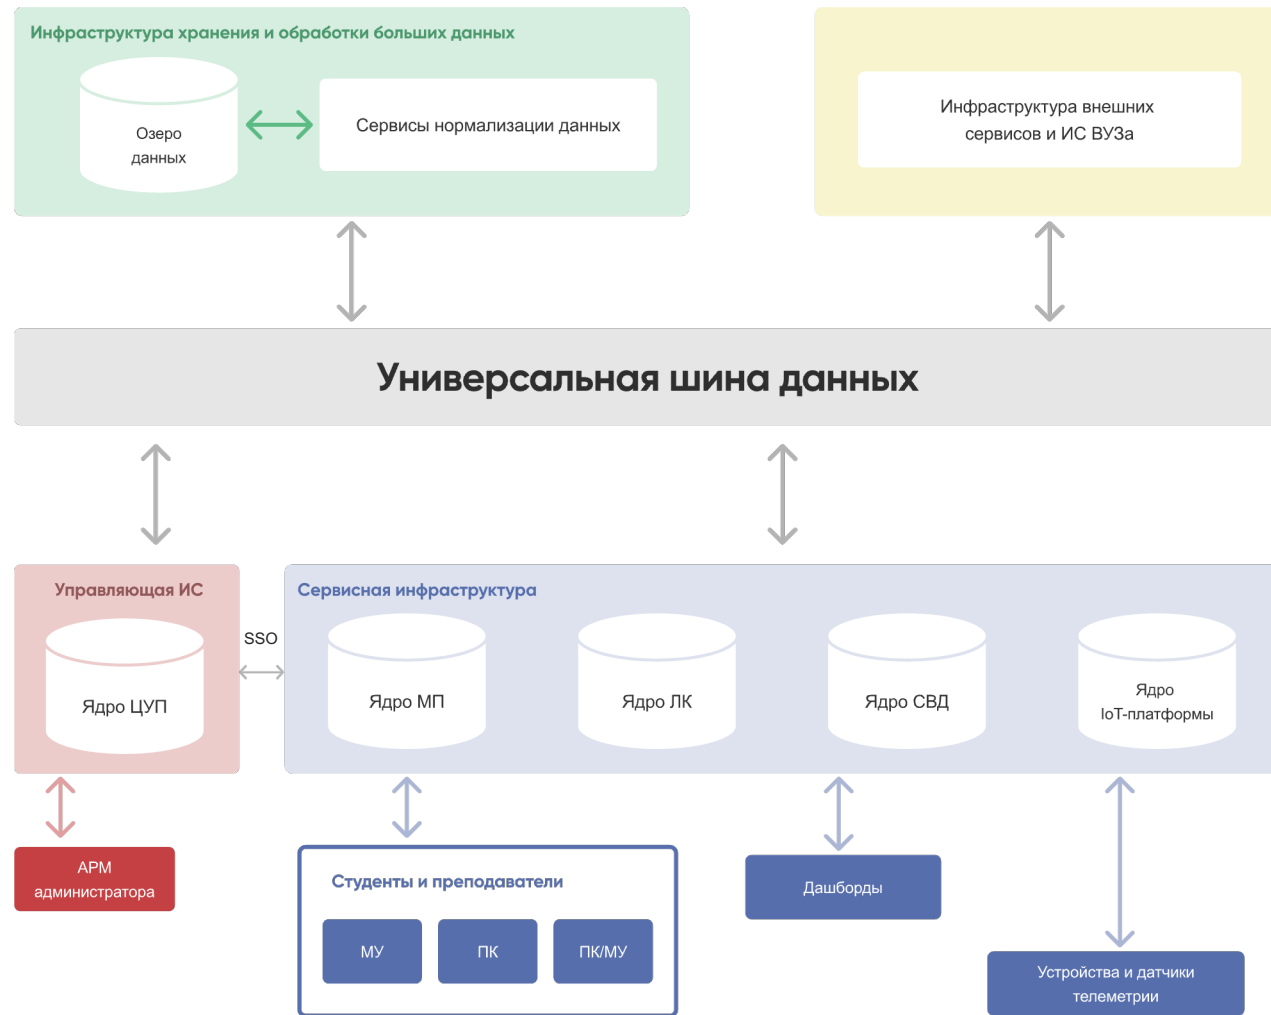 Инфраструктура хранения и обработки больших данных
Озеро
данных
Сервисы нормализации данных
Инфраструктура внешних
сервисов и ИС ВУЗа
Универсальная шина данных
Управляющая ИС
Ядро ЦУП
SSO
Сервисная инфраструктура
Ядро МП
Ядро ЛК
Ядро СВД
Ядро
IoT-платформы
АРМ
администратора
Студенты и преподаватели
МУ
ПК
ПК/МУ
Дашборды
Устройства и датчики
телеметрии